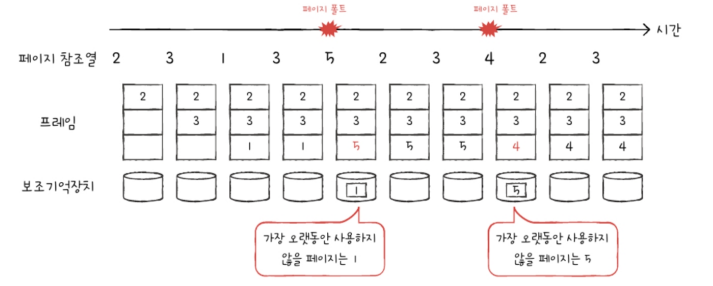 페이지 폴트 페이지 폴트
시간
페이지 참조열 2 3 1 3 5 2 3 4 2 3
프레임
2 2 2 2 2 2 2 2 2 2
3 3 3 3 3 3 3 3 3
1 1 5 5 5 4 4 4
보조기억장치 1 5
가장 오랫동안 사용하지 가장 오랫동안 사용하지
않을 페이지는 1 않을 페이지는 5